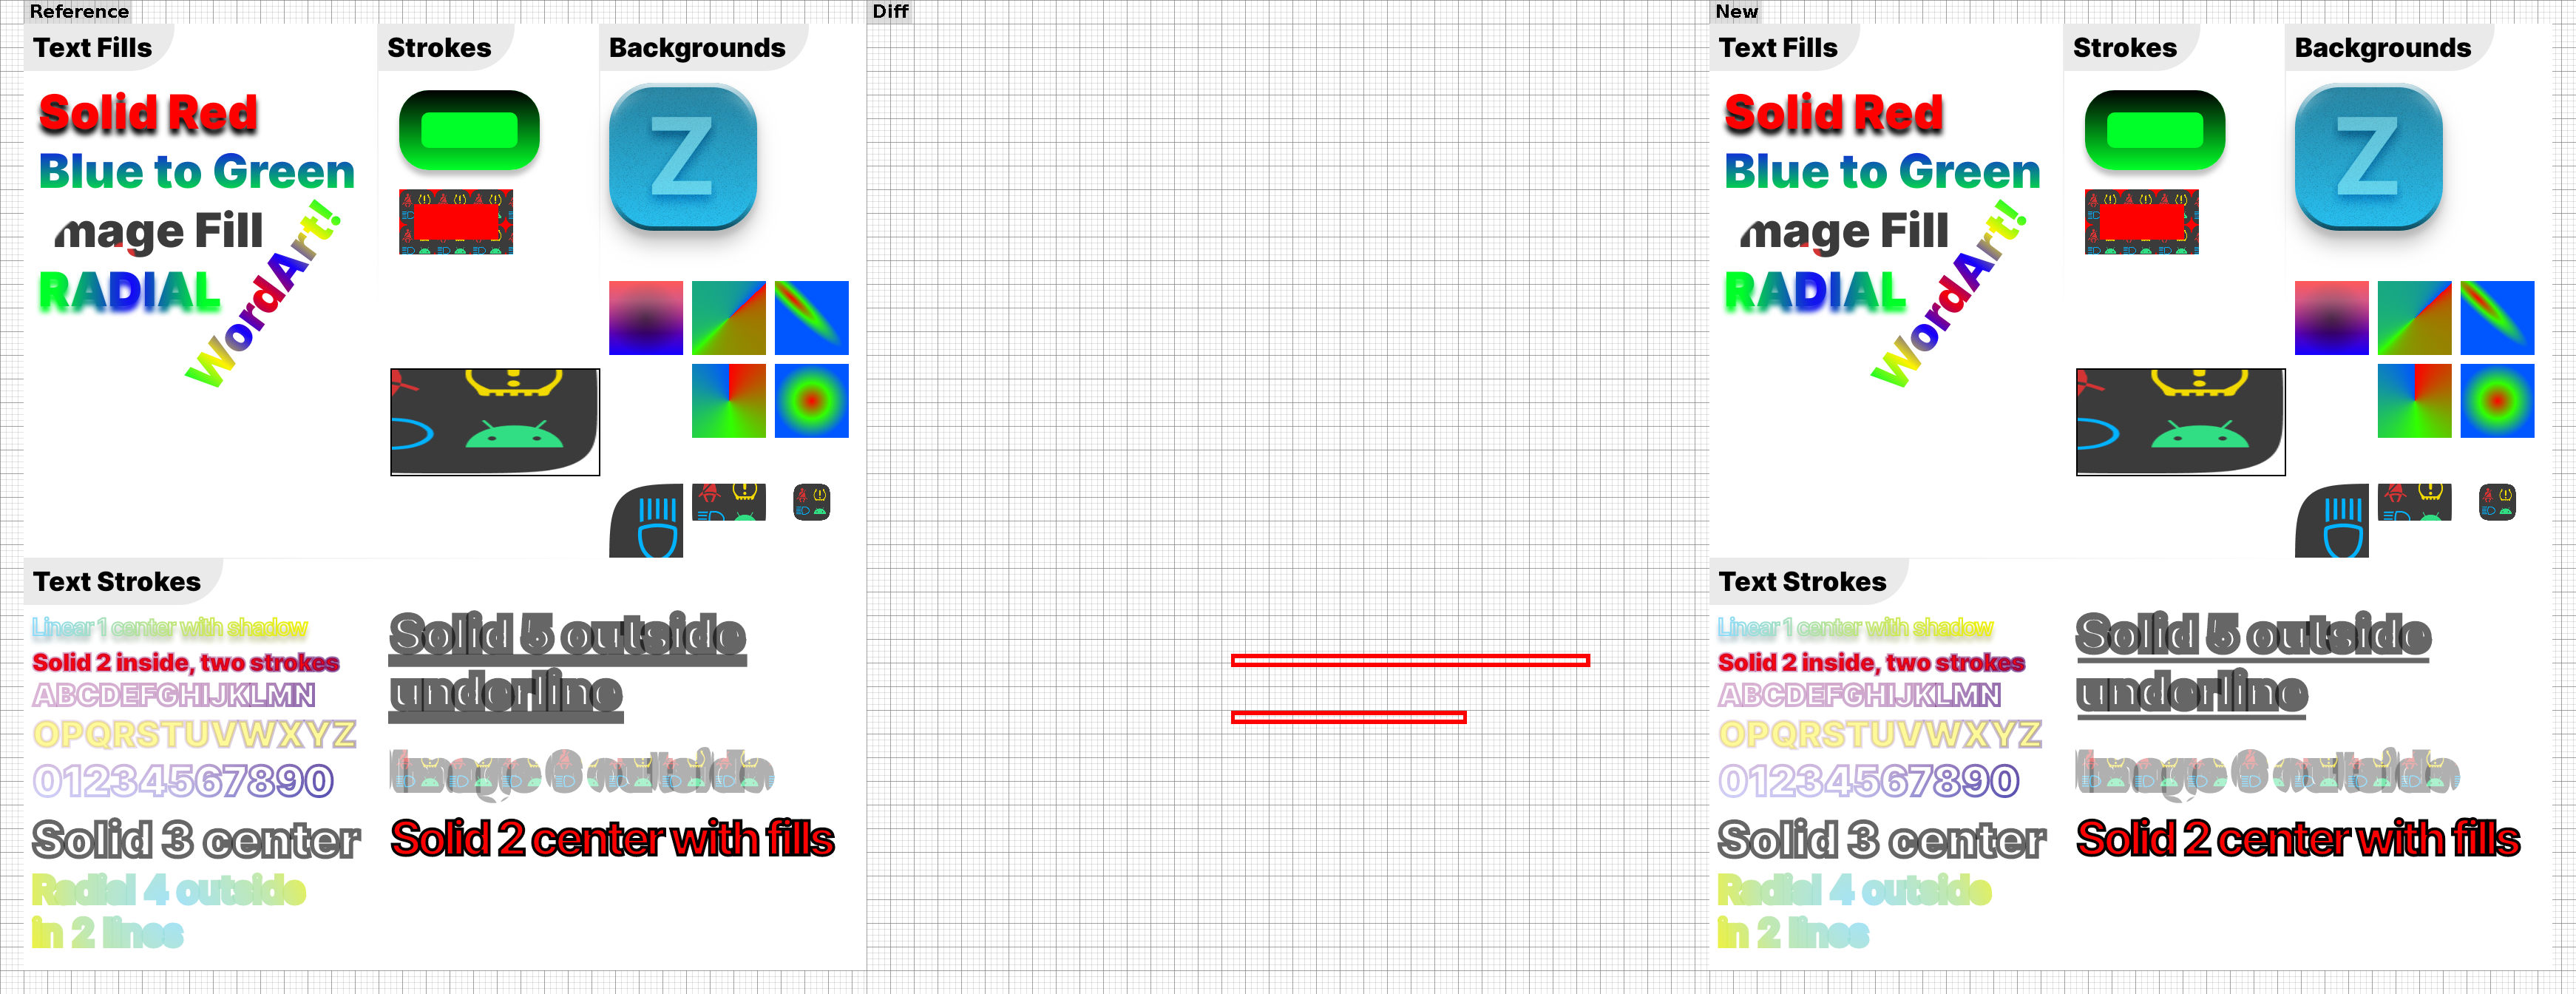 Reference
Diff
New
Text Fills
Strokes
Backgrounds
Solid Red
Blue to Green
mage Fill
RADIAL
WordArt!
Z
Text Strokes
Linear 1 center with shadow
Solid 2 inside, two strokes
ABCDEFGHIJKLMN
OPQRSTUVWXYZ
01234567890
Solid 3 center
Radial 4 outside
in 2 lines
Solid 5 outside
underline
Image 6 outside
Solid 2 center with fills
Text Fills
Strokes
Backgrounds
Solid Red
Blue to Green
mage Fill
RADIAL
WordArt!
Z
Text Strokes
Linear 1 center with shadow
Solid 2 inside, two strokes
ABCDEFGHIJKLMN
OPQRSTUVWXYZ
01234567890
Solid 3 center
Radial 4 outside
in 2 lines
Solid 5 outside
underline
Image 6 outside
Solid 2 center with fills